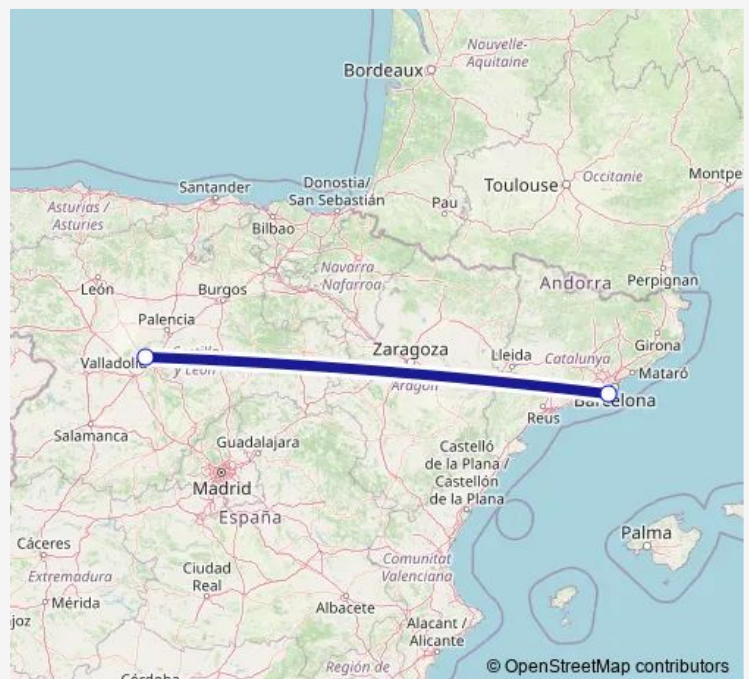 Bordeaux
Nouvelle-
Aquitaine
Toulouse
Occitanie
Montpe
Santander
Donostia/
San Sebastián
Pau
Asturias /
Asturies
Bilbao
Navarra
- Nafarroa
Andorra
Perpignan
León
Burgos
Palencia
Girona
Zaragoza
Lleida
Catalunya
Valladolid
y León
Mataró
Aragón
Barcelona
Reus
Salamanca
Guadalajara
Castelló
de la Plana /
Castellón
de la Plana
Madrid
España
Palma
Cáceres
Extremadura
Ciudad
Real
Comunitat
Valenciana
Mérida
joz
Albacete
Alacant /
Alicante
Región de
Córdoba
© OpenStreetMap contributors